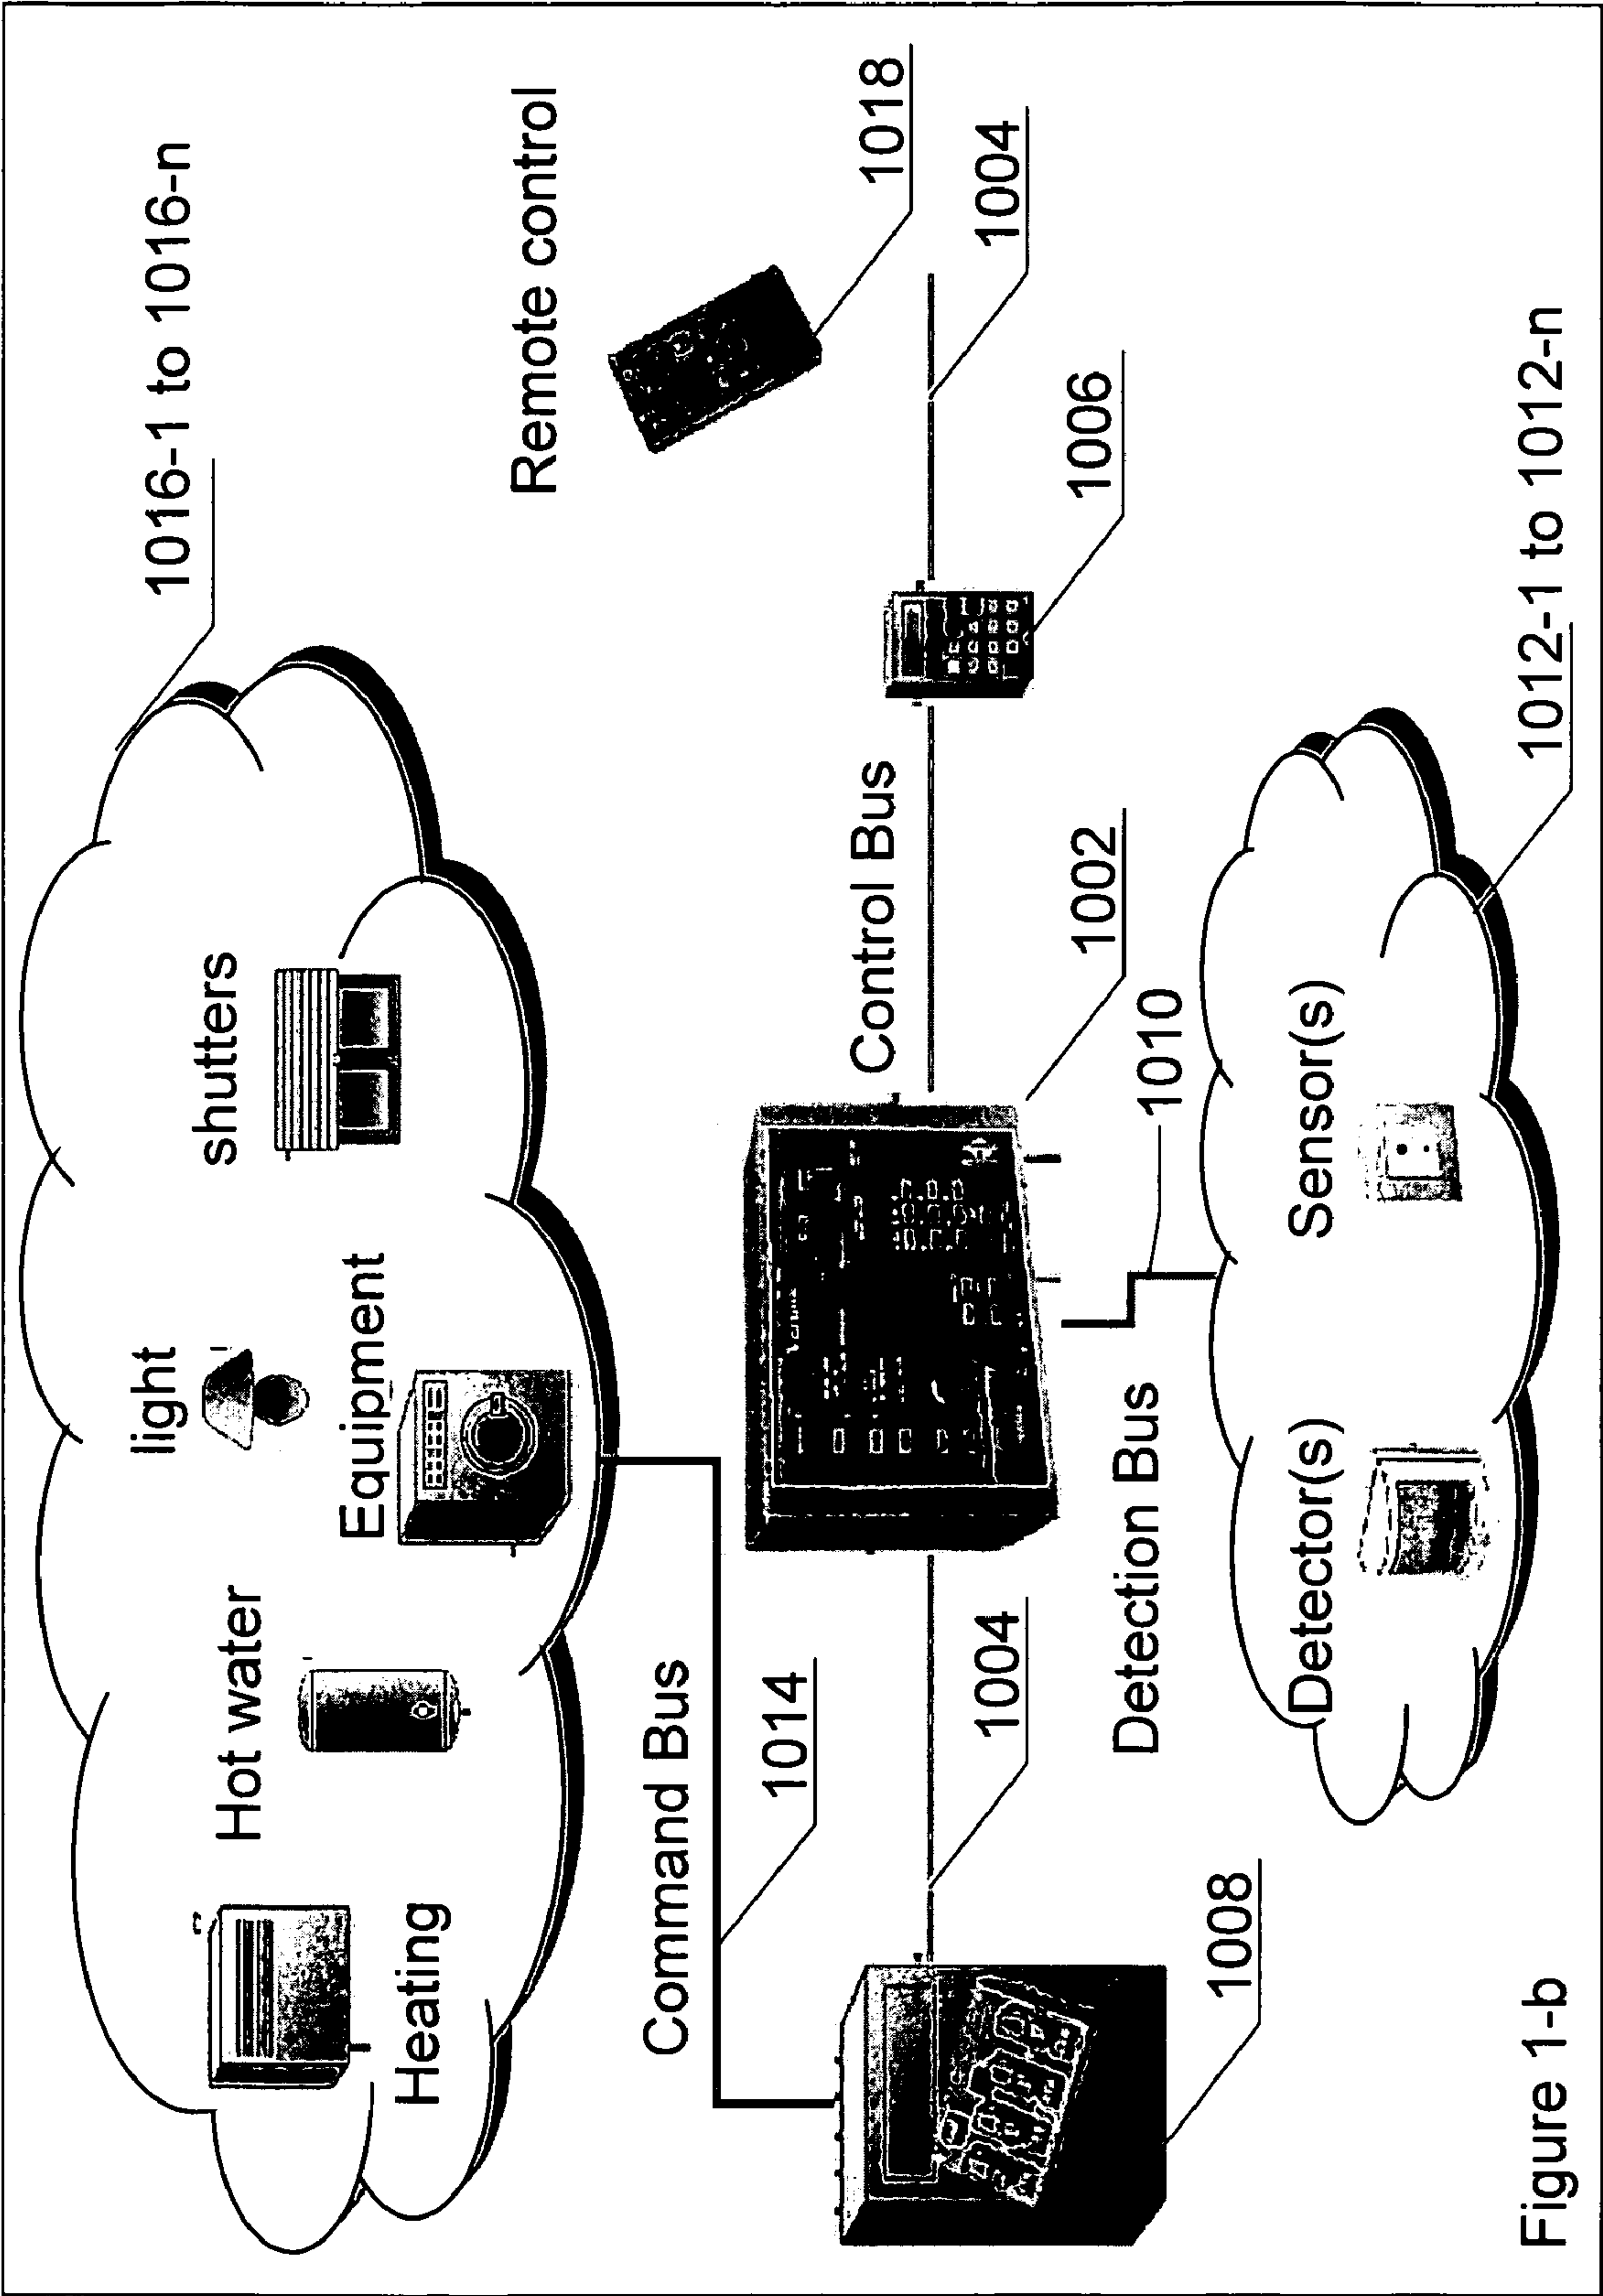 1016-1 to 1016-n
light
shutters
Hot water
Equipment
Heating
Remote control
Command Bus
1014
1018
Control Bus
1004
1004
1006
1002
Detection Bus
1010
1008
Detector(s)
Sensor(s)
1012-1 to 1012-n
Figure 1-b